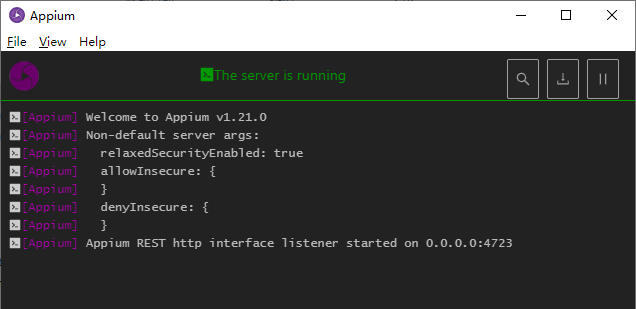 Appium
File View Help
The server is running
[Appium] Welcome to Appium v1.21.0
[Appium] Non-default server args:
[Appium]   relaxedSecurityEnabled: true
[Appium]   allowInsecure: {
[Appium]   }
[Appium]   denyInsecure: {
[Appium]   }
[Appium] Appium REST http interface listener started on 0.0.0.0:4723